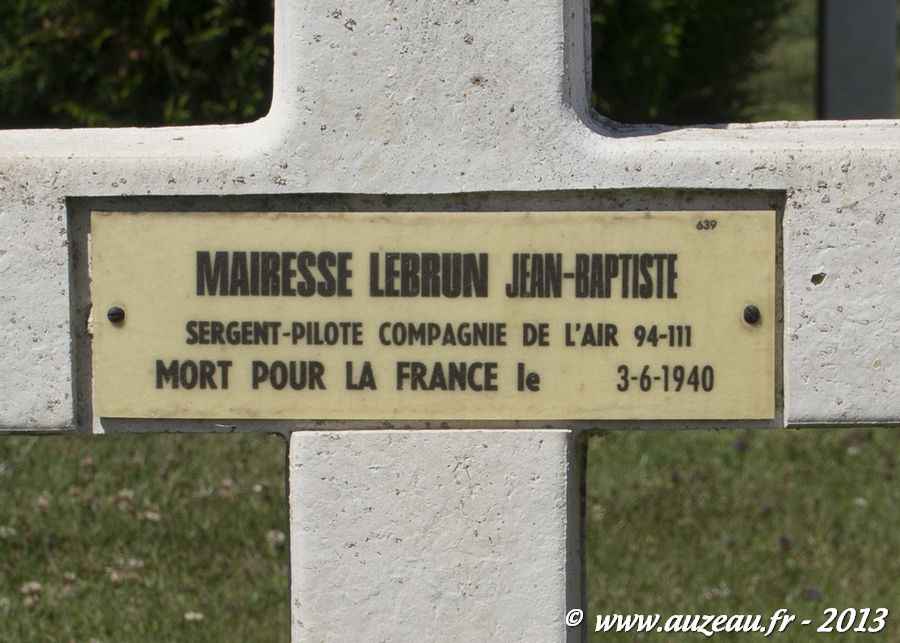 639
MAIRESSE LEBRUN JEAN-BAPTISTE
SERGENT-PILOTE COMPAGNIE DE L'AIR 94-111
MORT POUR LA FRANCE le 3-6-1940
© www.auzeau.fr - 2013